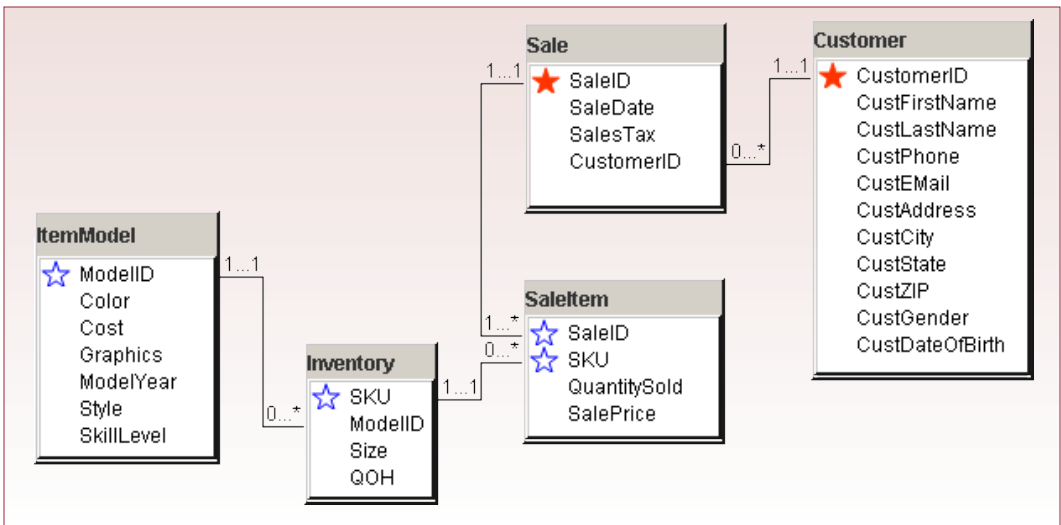 Sale
SaleID
SaleDate
SalesTax
CustomerID
1...1
0...*
Customer
CustomerID
CustFirstName
CustLastName
CustPhone
CustEMail
CustAddress
CustCity
CustState
CustZIP
CustGender
CustDateOfBirth
1...1
ItemModel
ModelID
Color
Cost
Graphics
ModelYear
Style
SkillLevel
1...1
0...*
Inventory
SKU
ModelID
Size
QOH
1...1
SaleItem
SaleID
SKU
QuantitySold
SalePrice
1...*
0...*